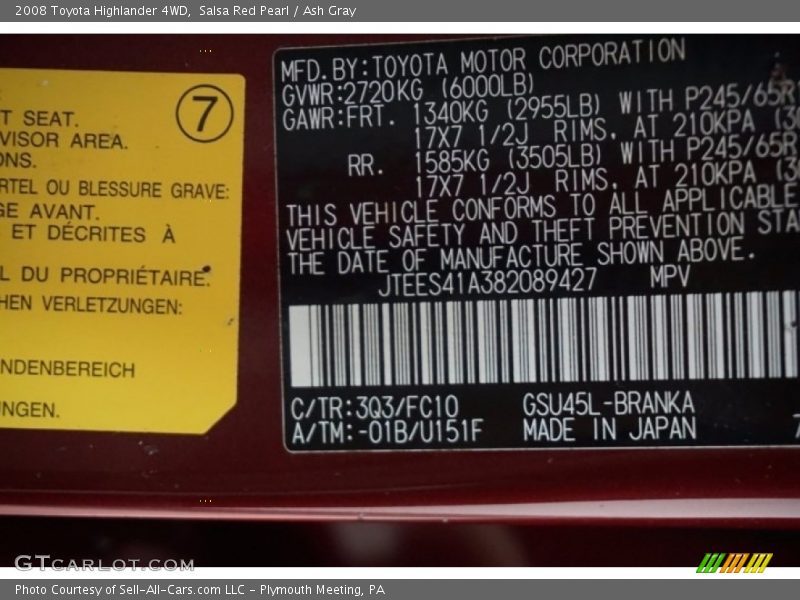 2008 Toyota Highlander 4WD,  Salsa Red Pearl / Ash Gray
7
T SEAT.
VISOR AREA.
ONS.
RTEL OU BLESSURE GRAVE:
GE AVANT.
ET DÉCRITES À
L DU PROPRIÉTAIRE.
HEN VERLETZUNGEN:
NDENBEREICH
NGEN.
MFD.BY:TOYOTA MOTOR CORPORATION
GVWR:2720KG (6000LB)
GAWR:FRT. 1340KG (2955LB) WITH P245/65R
17X7 1/2J RIMS, AT 210KPA (30
RR. 1585KG (3505LB) WITH P245/65R
17X7 1/2J RIMS, AT 210KPA (30
THIS VEHICLE CONFORMS TO ALL APPLICABLE
VEHICLE SAFETY AND THEFT PREVENTION STA
THE DATE OF MANUFACTURE SHOWN ABOVE.
JTEES41A382089427 MPV
C/TR:3Q3/FC10 GSU45L-BRANKA
A/TM:-01B/U151F MADE IN JAPAN 7
GTCARLOT.COM
Photo Courtesy of Sell-All-Cars.com LLC - Plymouth Meeting, PA